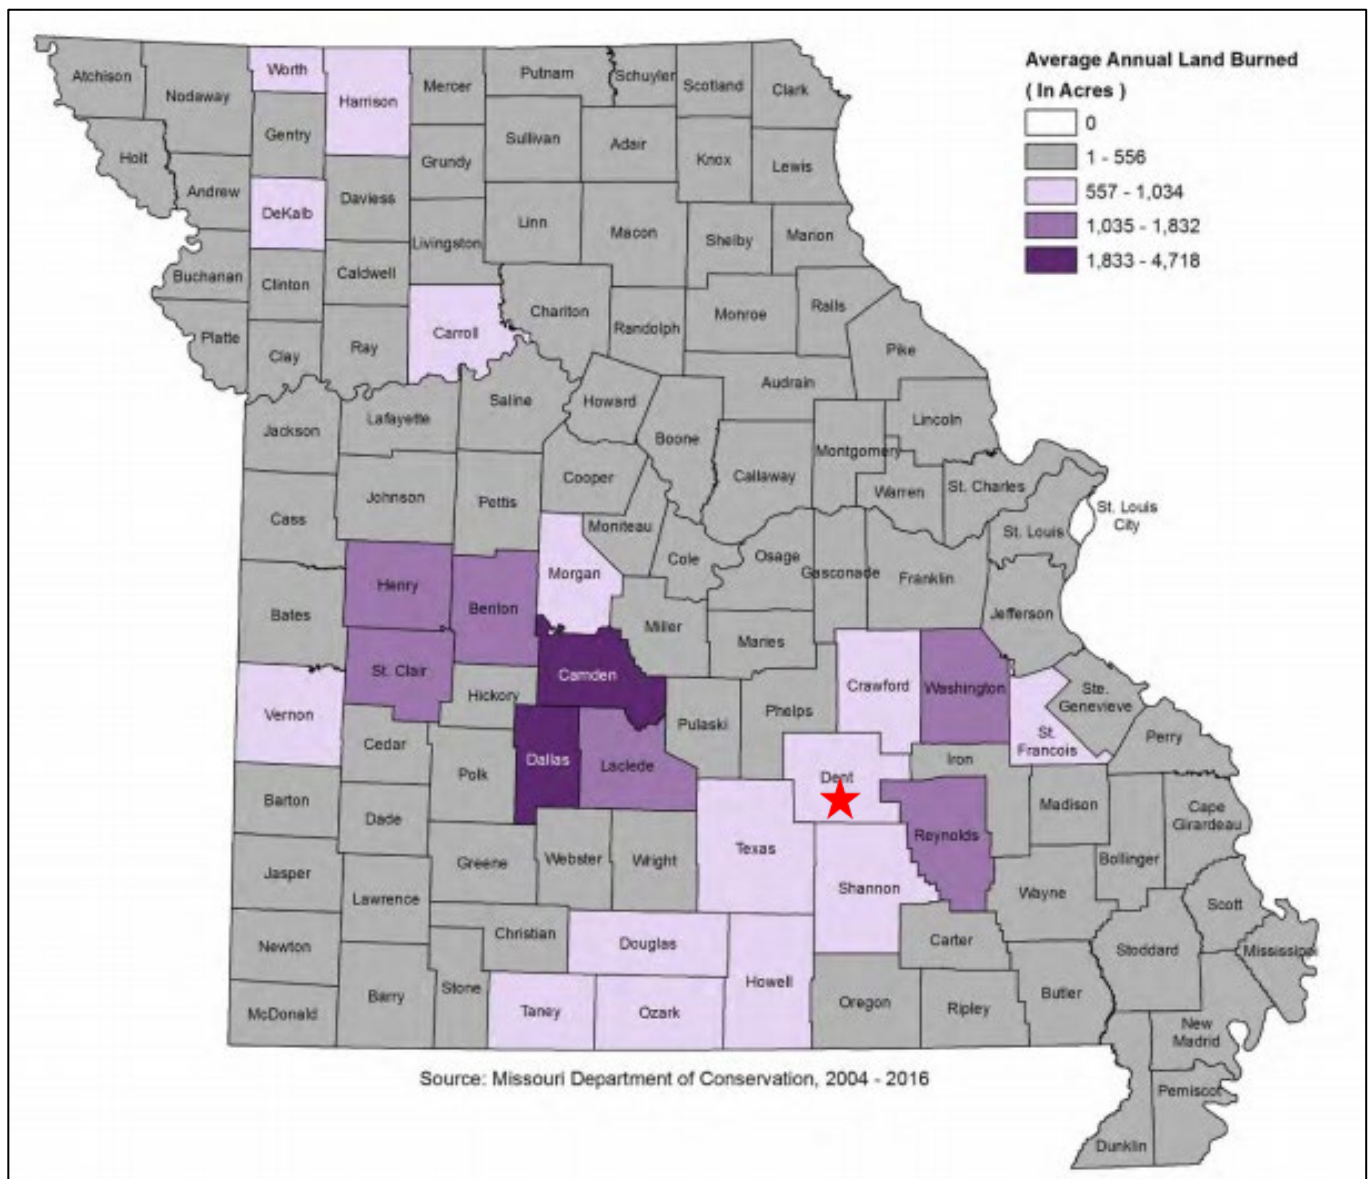 Average Annual Land Burned
( In Acres )
0
1 - 556
557 - 1,034
1,035 - 1,832
1,833 - 4,718
Atchison
Nodaway
Worth
Harrison
Mercer
Putnam
Schuyler
Scotland
Clark
Gentry
Holt
Andrew
DeKalb
Daviess
Grundy
Sullivan
Adair
Knox
Lewis
Linn
Macon
Shelby
Marion
Livingston
Buchanan
Clinton
Caldwell
Platte
Clay
Ray
Carroll
Chariton
Randolph
Monroe
Ralls
Pike
Audrain
Saline
Howard
Boone
Jackson
Lafayette
Lincoln
Montgomery
Callaway
Cooper
Johnson
Pettis
Warren
St. Charles
St. Louis
City
Cass
Moniteau
St. Louis
Cole
Osage
Gasconade
Franklin
Morgan
Henry
Benton
Bates
Miller
Maries
Jefferson
St. Clair
Hickory
Camden
Crawford
Washington
Ste.
Genevieve
Vernon
Pulaski
Phelps
St.
Francois
Perry
Cedar
Polk
Dallas
Laclede
Dent
Iron
Barton
Dade
Madison
Cape
Girardeau
Reynolds
Texas
Greene
Webster
Wright
Bollinger
Jasper
Lawrence
Shannon
Wayne
Scott
Newton
Christian
Douglas
Carter
Stoddard
Mississippi
Howell
McDonald
Barry
Stone
Taney
Ozark
Oregon
Ripley
Butler
New
Madrid
Source: Missouri Department of Conservation, 2004 - 2016
Pemiscot
Dunklin